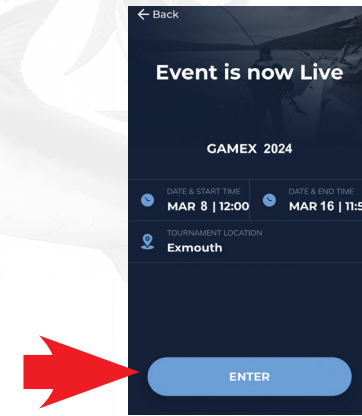 ← Back
Event is now Live
GAMEX 2024
DATE & START TIME
MAR 8 | 12:00
DATE & END TIME
MAR 16 | 11:5
TOURNAMENT LOCATION
Exmouth
ENTER